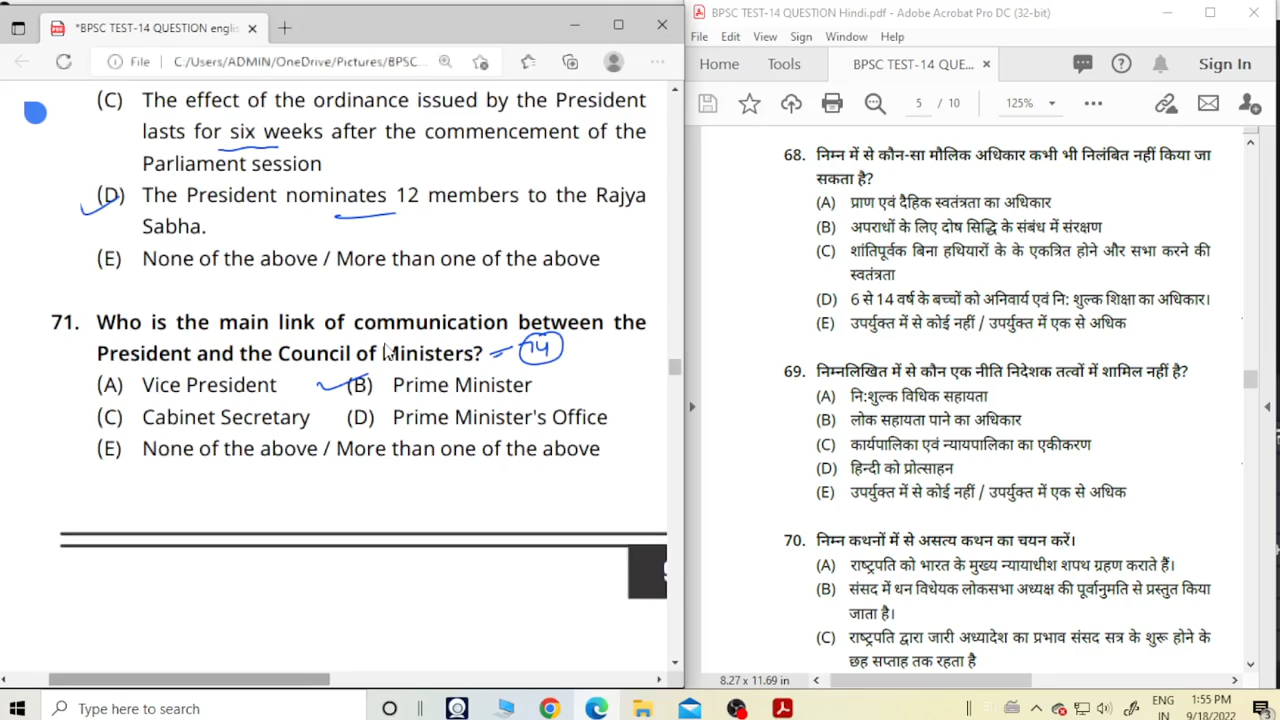 *BPSC TEST-14 QUESTION englis
File
C:/Users/ADMIN/OneDrive/Pictures/BPSC...
(C) The effect of the ordinance issued by the President
lasts for six weeks after the commencement of the
Parliament session
(D) The President nominates 12 members to the Rajya
Sabha.
(E) None of the above / More than one of the above
71. Who is the main link of communication between the
President and the Council of Ministers?
(A) Vice President (B) Prime Minister
(C) Cabinet Secretary (D) Prime Minister's Office
(E) None of the above / More than one of the above
BPSC TEST-14 QUESTION Hindi.pdf - Adobe Acrobat Pro DC (32-bit)
File Edit View Sign Window Help
Home Tools BPSC TEST-14 QUE... Sign In
5 / 10 125%
68. निम्न में से कौन-सा मौलिक अधिकार कभी भी निलंबित नहीं किया जा
सकता है?
(A) प्राण एवं दैहिक स्वतंत्रता का अधिकार
(B) अपराधों के लिए दोष सिद्धि के संबंध में संरक्षण
(C) शांतिपूर्वक बिना हथियारों के के एकत्रित होने और सभा करने की
स्वतंत्रता
(D) 6 से 14 वर्ष के बच्चों को अनिवार्य एवं नि: शुल्क शिक्षा का अधिकार।
(E) उपर्युक्त में से कोई नहीं / उपर्युक्त में एक से अधिक
69. निम्नलिखित में से कौन एक नीति निदेशक तत्वों में शामिल नहीं है?
(A) नि:शुल्क विधिक सहायता
(B) लोक सहायता पाने का अधिकार
(C) कार्यपालिका एवं न्यायपालिका का एकीकरण
(D) हिन्दी को प्रोत्साहन
(E) उपर्युक्त में से कोई नहीं / उपर्युक्त में एक से अधिक
70. निम्न कथनों में से असत्य कथन का चयन करें।
(A) राष्ट्रपति को भारत के मुख्य न्यायाधीश शपथ ग्रहण कराते हैं।
(B) संसद में धन विधेयक लोकसभा अध्यक्ष की पूर्वानुमति से प्रस्तुत किया
जाता है।
(C) राष्ट्रपति द्वारा जारी अध्यादेश का प्रभाव संसद सत्र के शुरू होने के
छह सप्ताह तक रहता है
8.27 x 11.69 in
Type here to search
ENG
IN
1:55 PM
9/18/2022